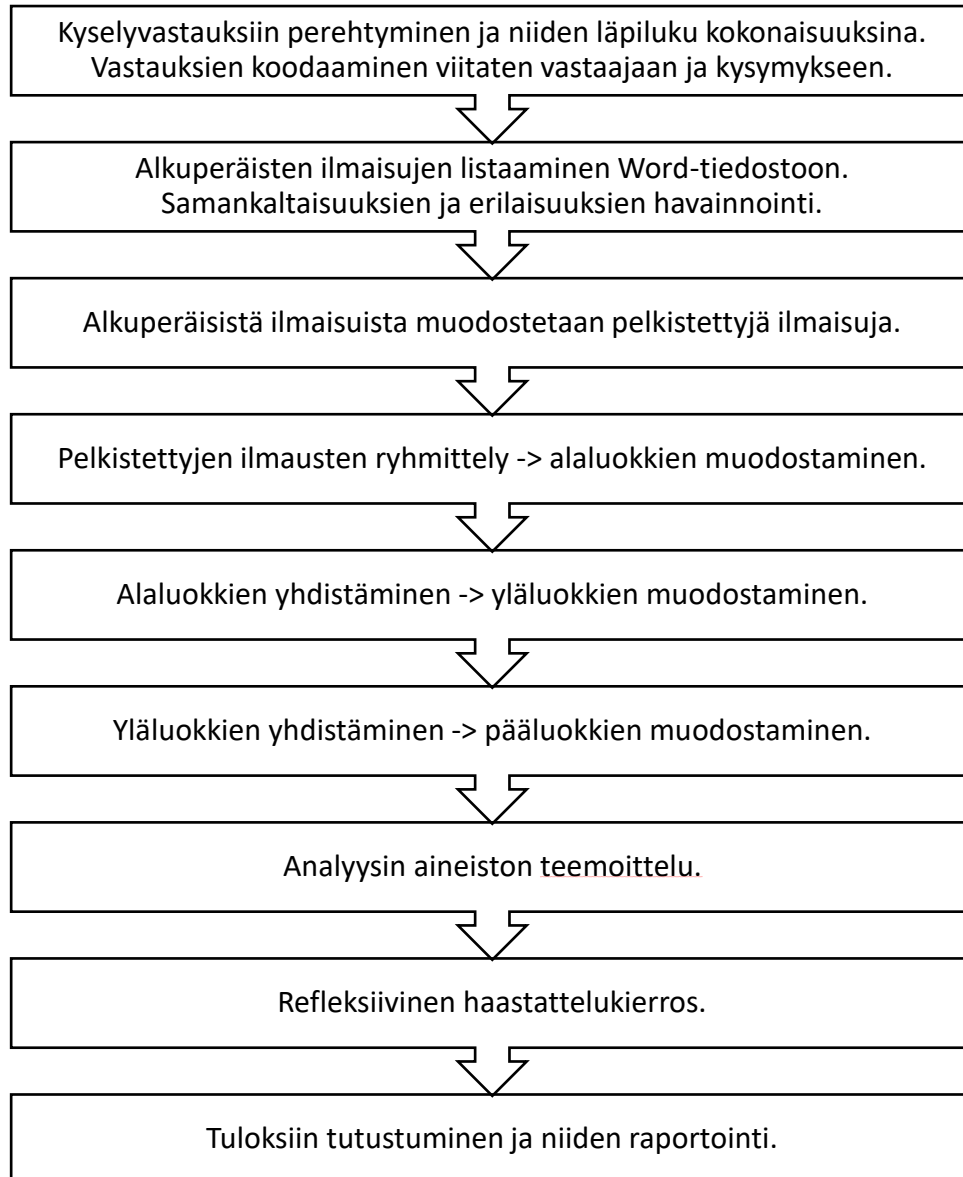 Kyselyvastauksiin perehtyminen ja niiden läpiluku kokonaisuuksina.
Vastauksien koodaaminen viitaten vastaajaan ja kysymykseen.
Alkuperäisten ilmaisujen listaaminen Word-tiedostoon.
Samankaltaisuuksien ja erilaisuuksien havainnointi.
Alkuperäisistä ilmaisuista muodostetaan pelkistettyjä ilmaisuja.
Pelkistettyjen ilmausten ryhmittely -> alaluokkien muodostaminen.
Alaluokkien yhdistäminen -> yläluokkien muodostaminen.
Yläluokkien yhdistäminen -> pääluokkien muodostaminen.
Analyysin aineiston teemoittelu.
Refleksiivinen haastattelukierros.
Tuloksiin tutustuminen ja niiden raportointi.